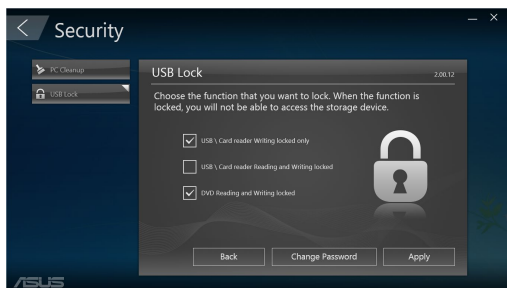 Security
PC Cleanup
USB Lock
USB Lock
2.00.12
Choose the function that you want to lock. When the function is
locked, you will not be able to access the storage device.
USB \ Card reader Writing locked only
USB \ Card reader Reading and Writing locked
DVD Reading and Writing locked
Back
Change Password
Apply
ASUS